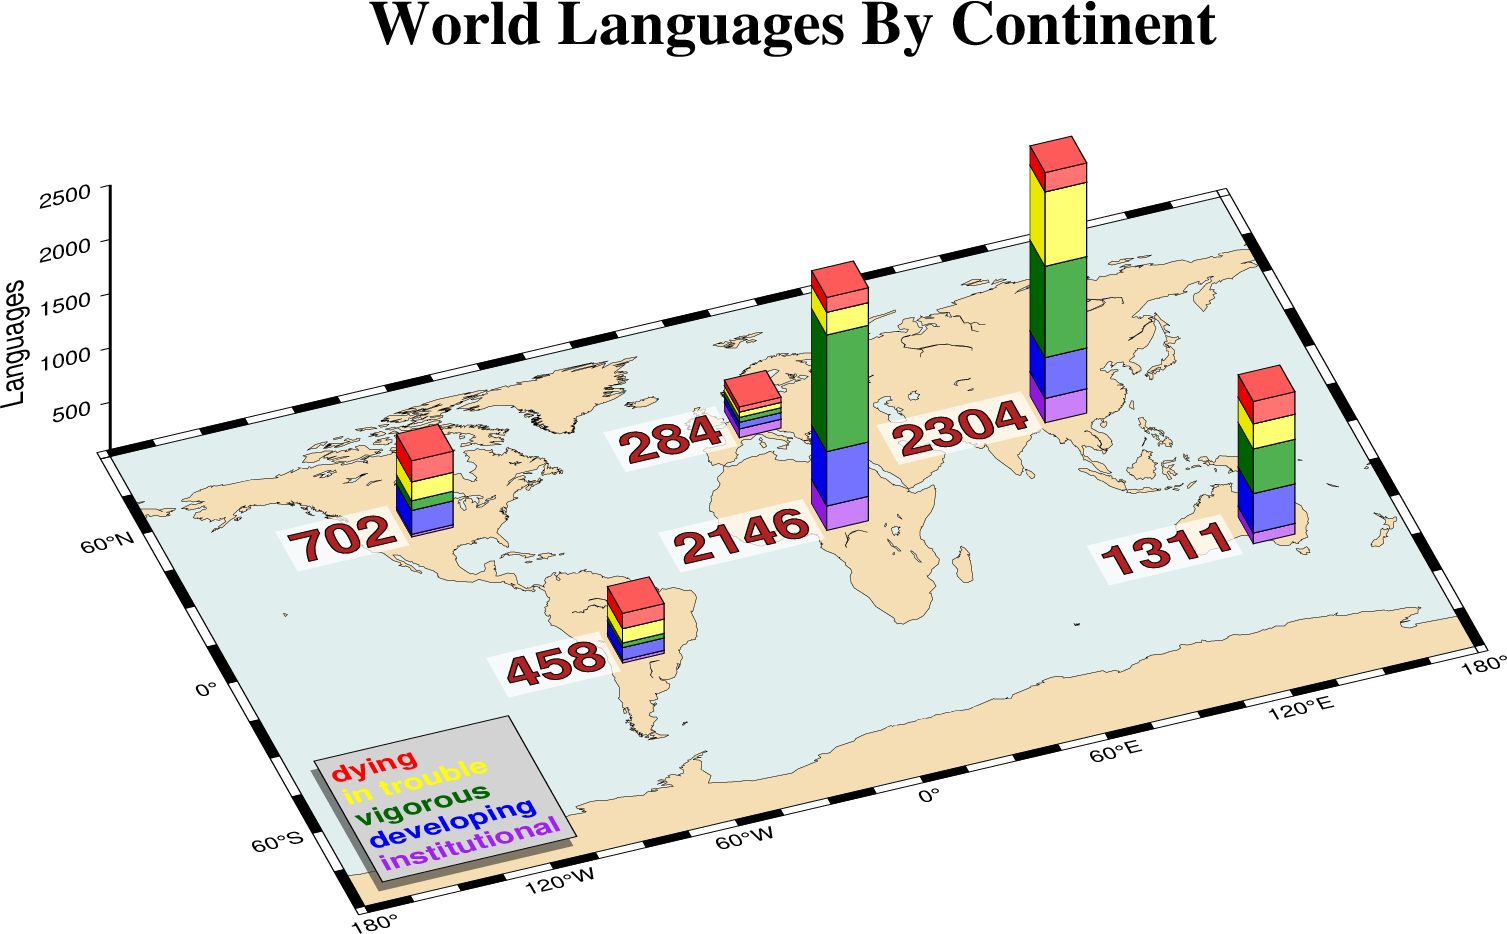 World Languages By Continent
2500
2000
1500
1000
500
Languages
284
2304
702
2146
1311
458
60°N
0°
60°S
180°
120°W
60°W
0°
60°E
120°E
180°
dying
in trouble
vigorous
developing
institutional